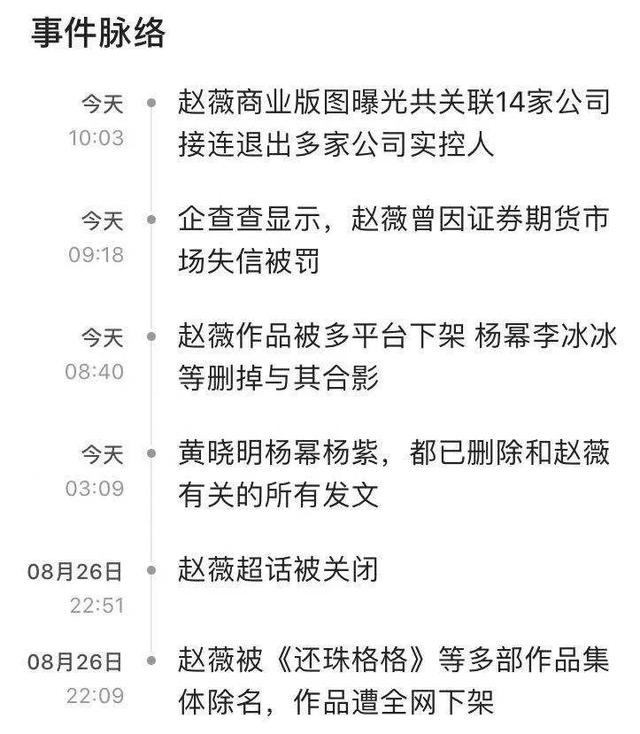 事件脉络
今天
10:03
赵薇商业版图曝光共关联14家公司
接连退出多家公司实控人
今天
09:18
企查查显示，赵薇曾因证券期货市
场失信被罚
今天
08:40
赵薇作品被多平台下架 杨幂李冰冰
等删掉与其合影
今天
03:09
黄晓明杨幂杨紫，都已删除和赵薇
有关的所有发文
08月26日
22:51
赵薇超话被关闭
08月26日
22:09
赵薇被《还珠格格》等多部作品集
体除名，作品遭全网下架